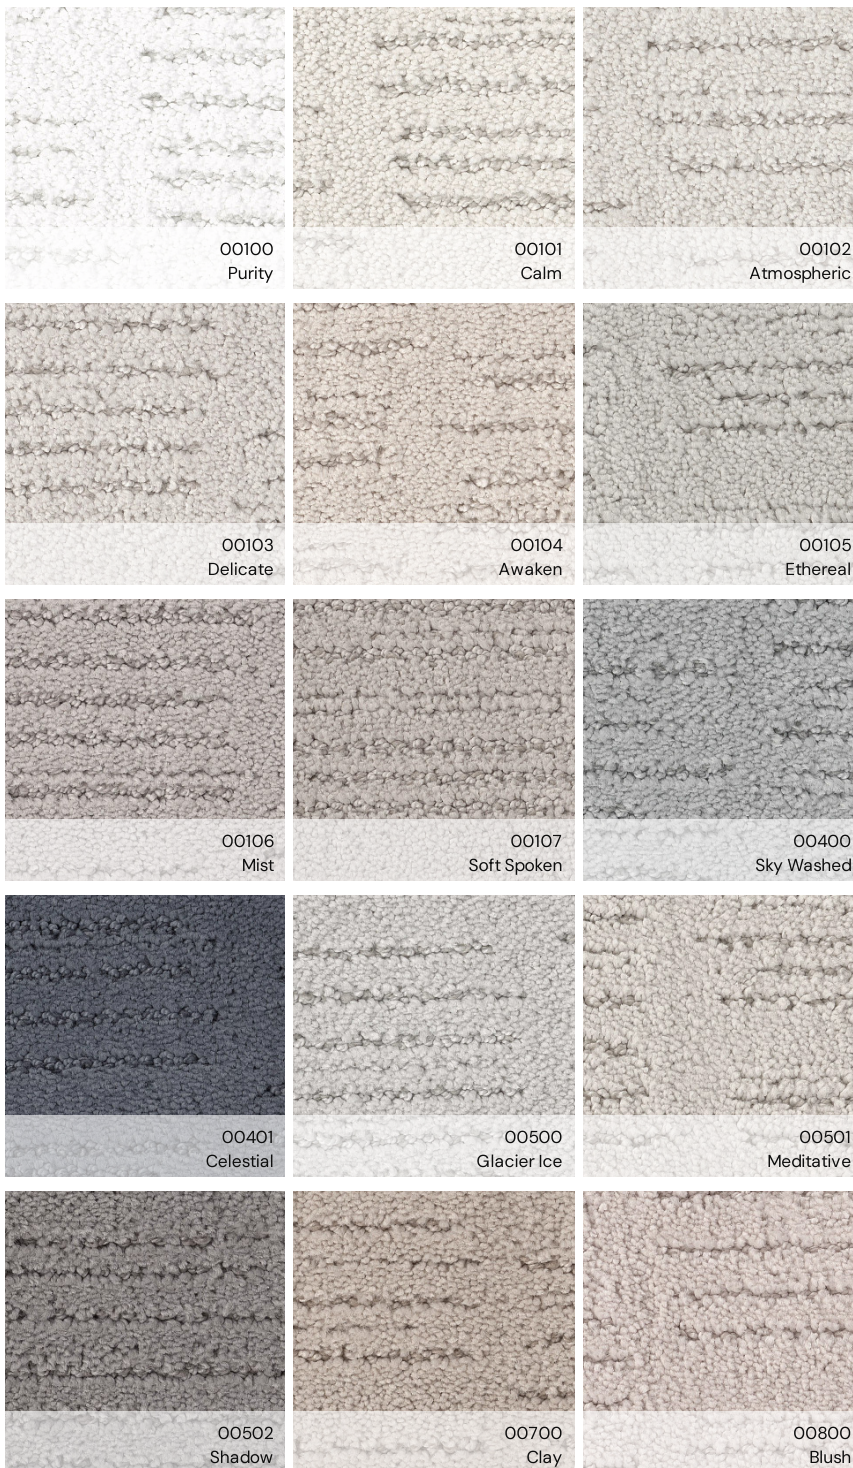 00100
Purity
00101
Calm
00102
Atmospheric
00103
Delicate
00104
Awaken
00105
Ethereal
00106
Mist
00107
Soft Spoken
00400
Sky Washed
00401
Celestial
00500
Glacier Ice
00501
Meditative
00502
Shadow
00700
Clay
00800
Blush